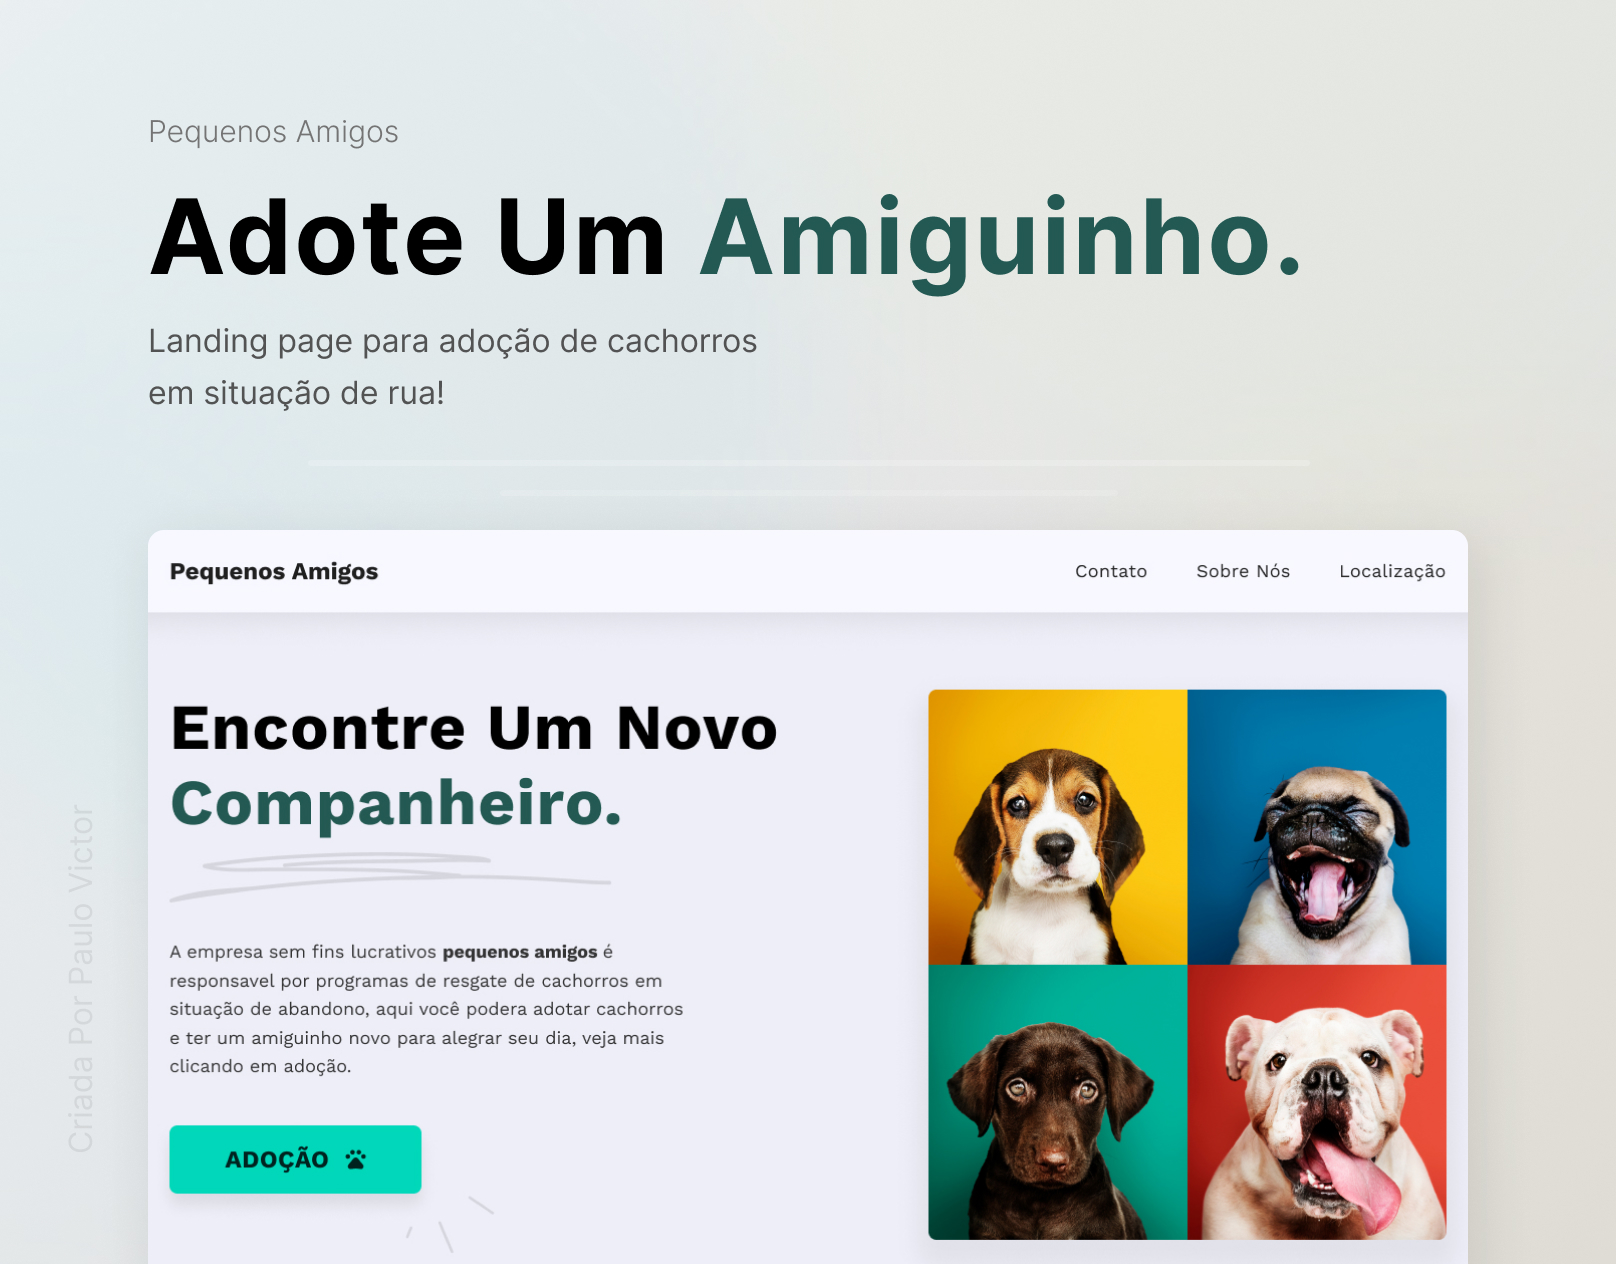 Pequenos Amigos
Adote Um Amiguinho.
Landing page para adoção de cachorros
em situação de rua!
Pequenos Amigos
Contato
Sobre Nós
Localização
Encontre Um Novo
Companheiro.
A empresa sem fins lucrativos pequenos amigos é
responsavel por programas de resgate de cachorros em
situação de abandono, aqui você podera adotar cachorros
e ter um amiguinho novo para alegrar seu dia, veja mais
clicando em adoção.
ADOÇÃO
Criada Por Paulo Victor